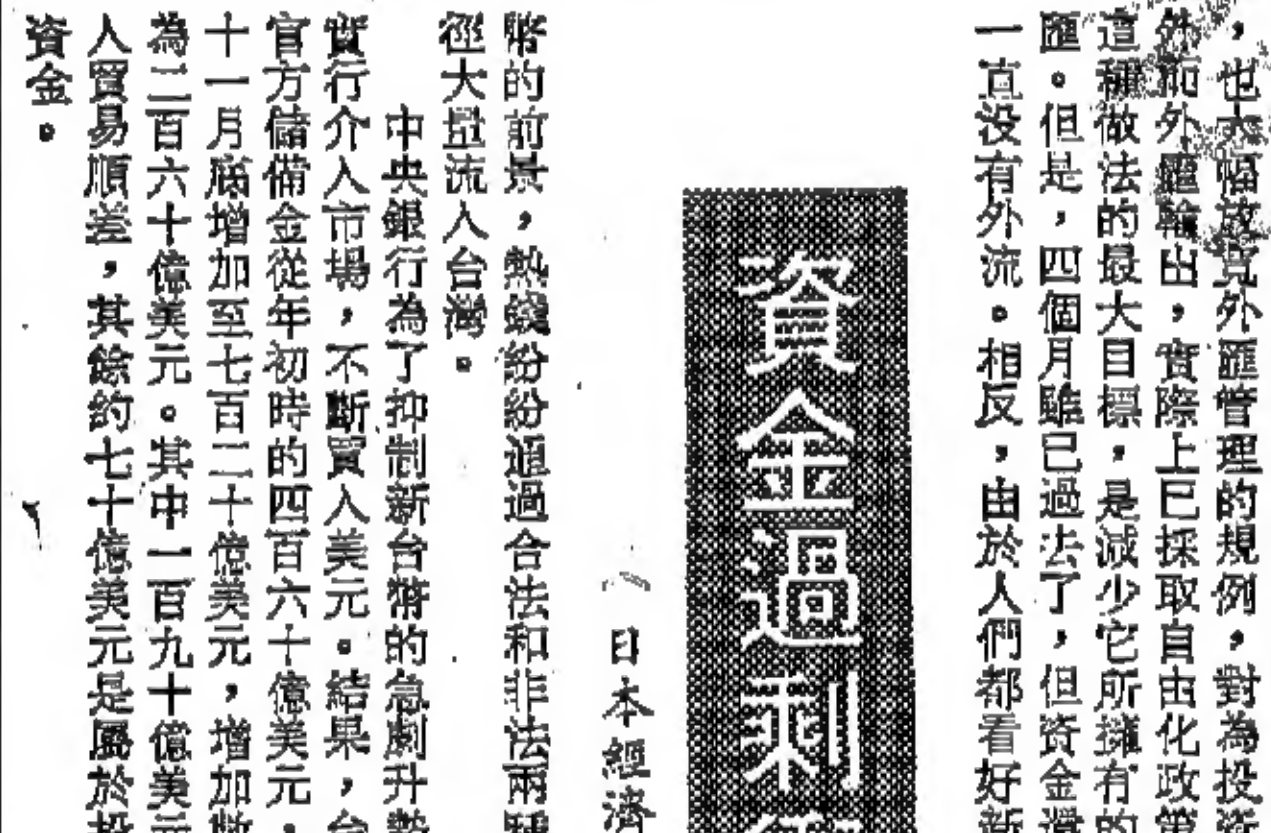 ，也大幅放寬外匯管理的規例，對為投資
外前外匯輸出，實際上已採取自由化政策
這種做法的最大目標，是減少它所擁有的
匯。但是，四個月雖已過去了，但資金還
一直没有外流。相反，由於人們都看好新
資金過剩
日本經濟
幣的前景，熱錢紛紛通過合法和非法兩種
徑大量流入台灣。
中央銀行為了抑制新台幣的急劇升勢
實行介入市場，不斷買入美元。結果，台
官方儲備金從年初時的四百六十億美元，
十一月底增加至七百二十億美元，增加數
為二百六十億美元。其中一百九十億美元
人貿易順差，其餘約七十億美元是屬於投
資金。